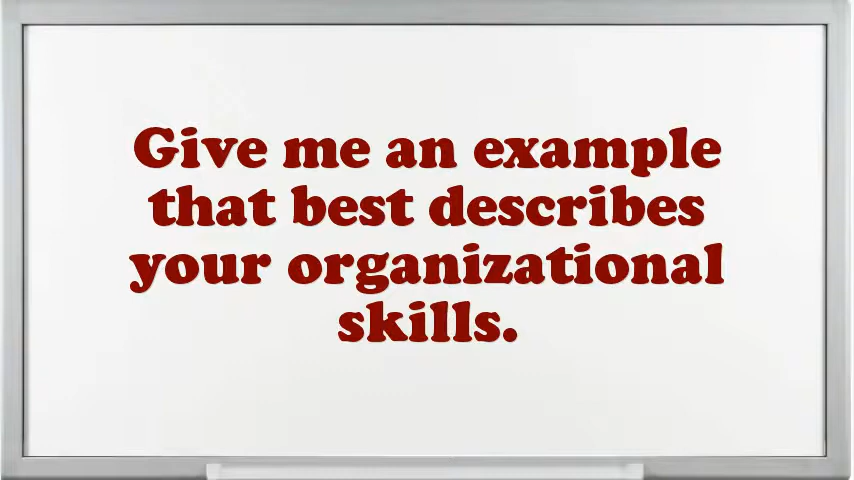 Give me an example
that best describes
your organizational
skills.